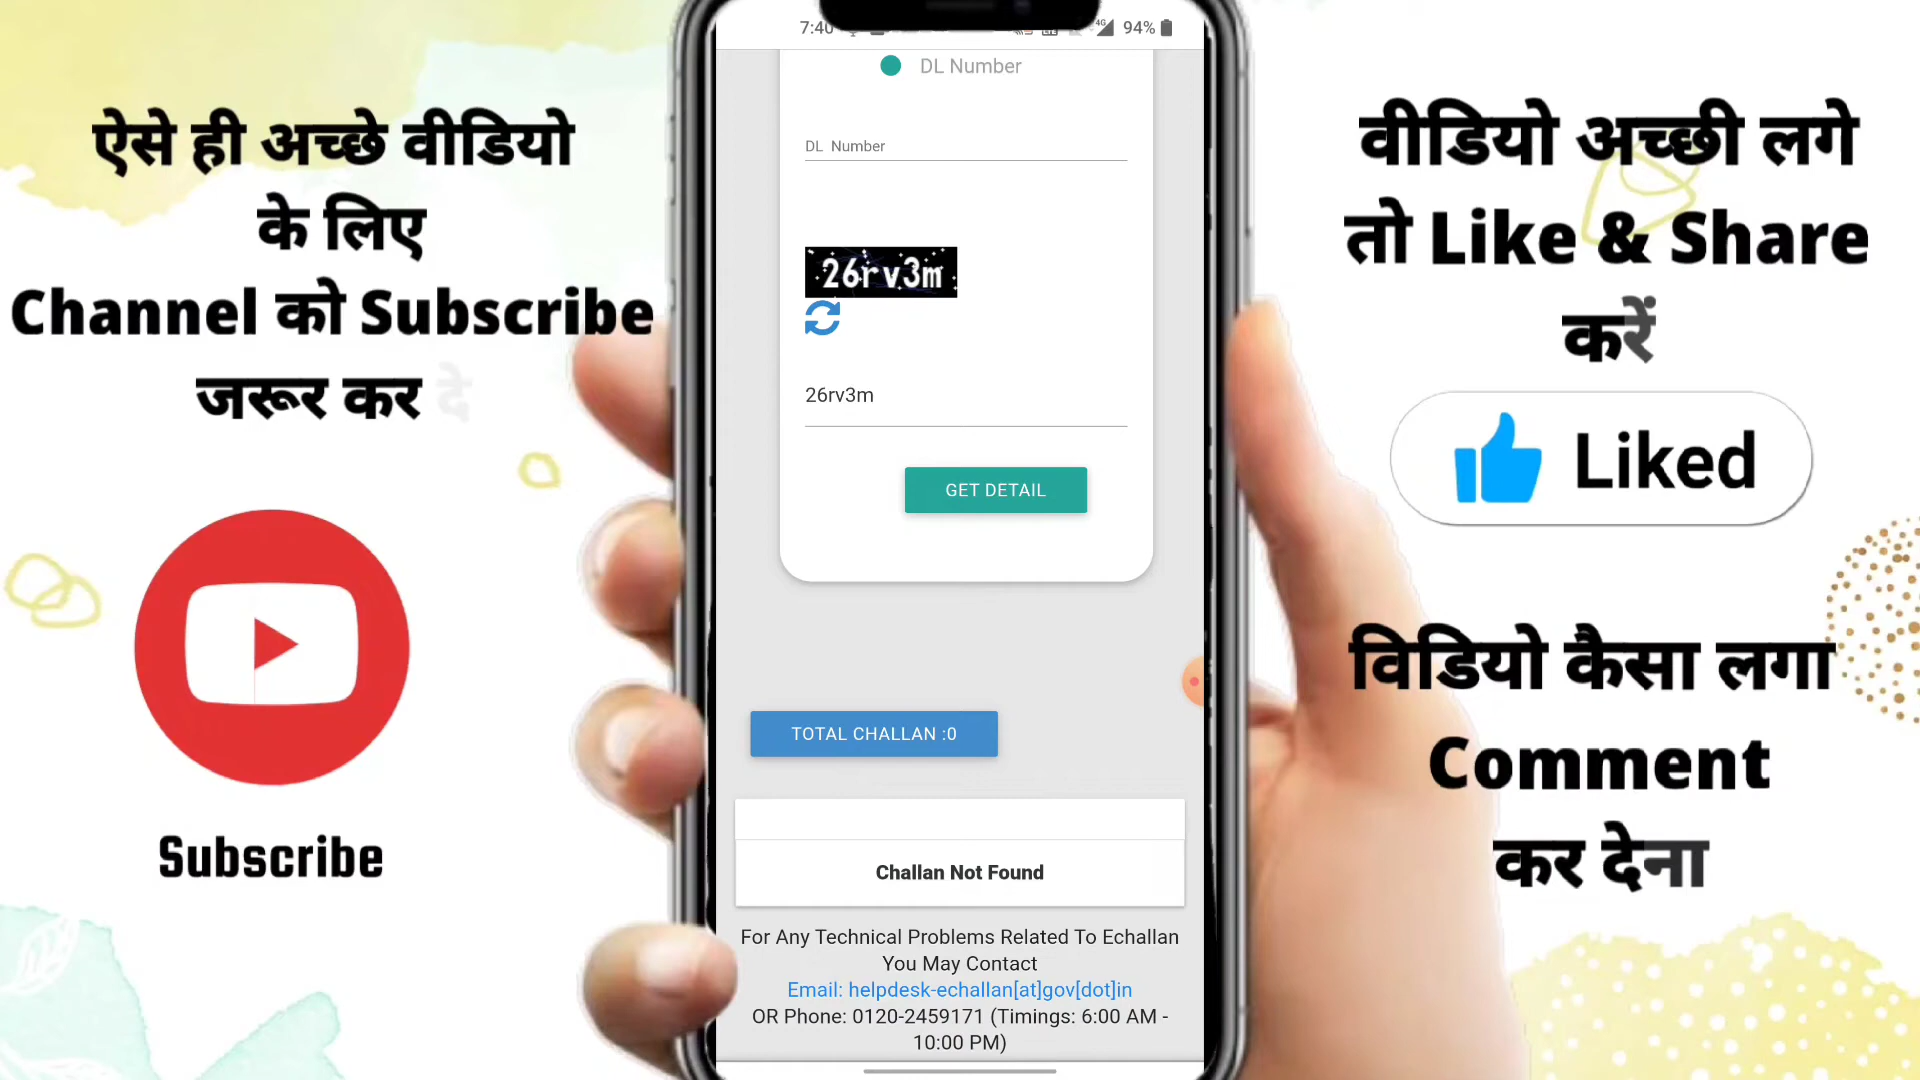 ऐसे ही अच्छे वीडियो
के लिए
Channel को Subscribe
जरूर कर दे
Subscribe
7:40
4G
94%
DL Number
DL Number
26rv3m
26rv3m
GET DETAIL
TOTAL CHALLAN :0
Challan Not Found
For Any Technical Problems Related To Echallan
You May Contact
Email: helpdesk-echallan[at]gov[dot]in
OR Phone: 0120-2459171 (Timings: 6:00 AM -
10:00 PM)
वीडियो अच्छी लगे
तो Like & Share
करें
Liked
विडियो कैसा लगा
Comment
कर देना